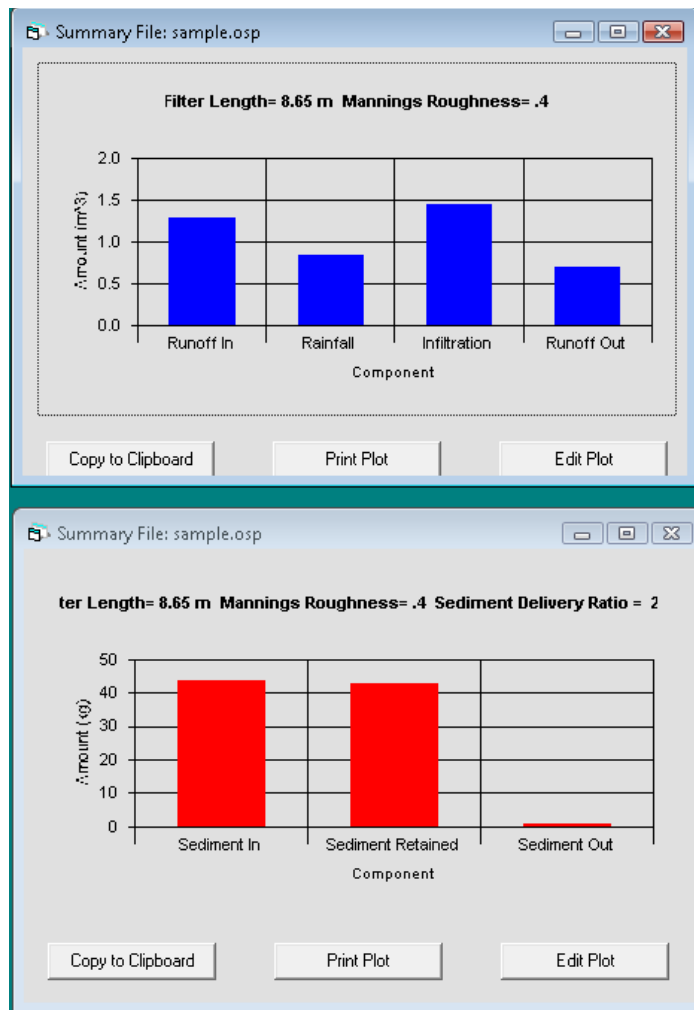 Summary File: sample.osp
Filter Length= 8.65 m Mannings Roughness= .4
2.0
1.5
1.0
0.5
0.0
Amount (m^3)
Runoff In Rainfall Infiltration Runoff Out
Component
Copy to Clipboard Print Plot Edit Plot
Summary File: sample.osp
ter Length= 8.65 m Mannings Roughness= .4 Sediment Delivery Ratio = 2
50
40
30
20
10
0
Amount (kg)
Sediment In Sediment Retained Sediment Out
Component
Copy to Clipboard Print Plot Edit Plot